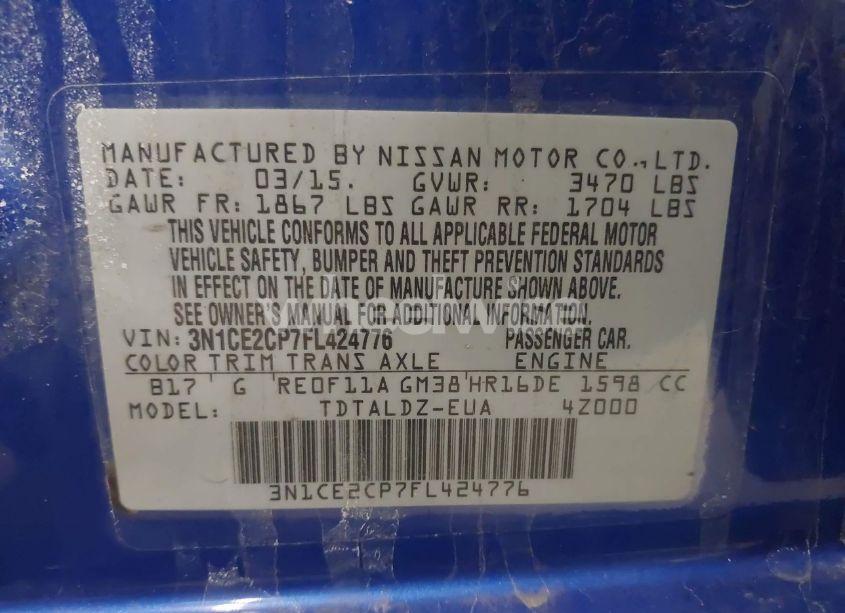 MANUFACTURED BY NISSAN MOTOR CO., LTD.
DATE: 03/15. GVWR: 3470 LBS
GAWR FR: 1867 LBS GAWR RR: 1704 LBS
THIS VEHICLE CONFORMS TO ALL APPLICABLE FEDERAL MOTOR
VEHICLE SAFETY, BUMPER AND THEFT PREVENTION STANDARDS
IN EFFECT ON THE DATE OF MANUFACTURE SHOWN ABOVE.
SEE OWNER'S MANUAL FOR ADDITIONAL INFORMATION.
VIN: 3N1CE2CP7FL424776 PASSENGER CAR.
COLOR TRIM TRANS AXLE ENGINE
B17 G RE0F11A GM38 HR16DE 1598 CC
MODEL: TDTALDZ-EUA 4Z000
3N1CE2CP7FL424776